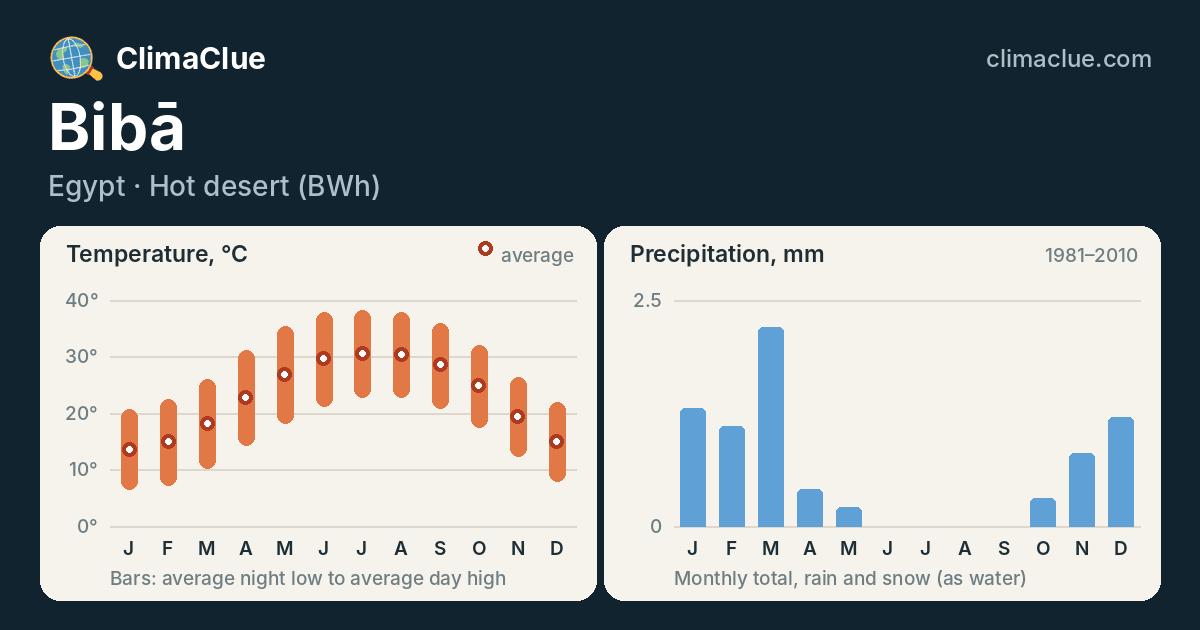 ClimaClue
climaclue.com
Bibā
Egypt · Hot desert (BWh)
Temperature, °C
average
40°
30°
20°
10°
0°
J F M A M J J A S O N D
Bars: average night low to average day high
Precipitation, mm
1981–2010
2.5
0
J F M A M J J A S O N D
Monthly total, rain and snow (as water)